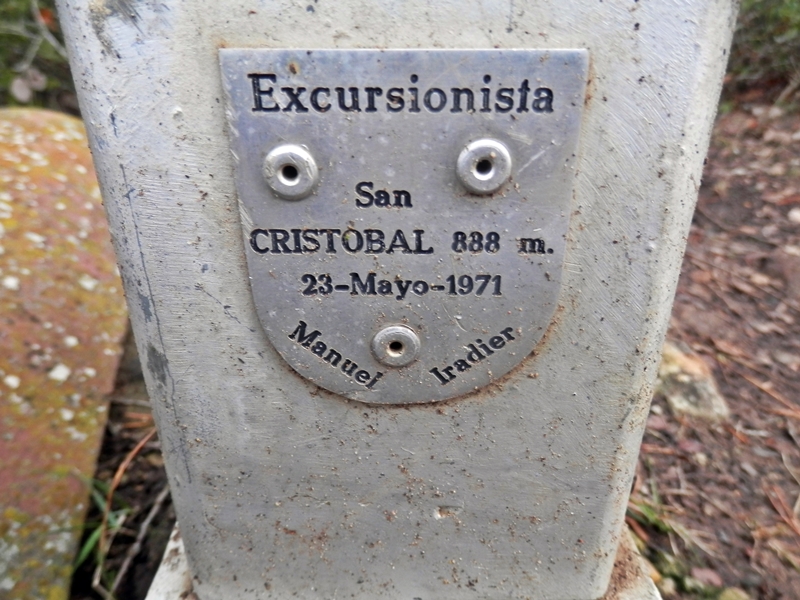 Excursionista
San
CRISTOBAL 888 m.
23-Mayo-1971
Manuel Iradier